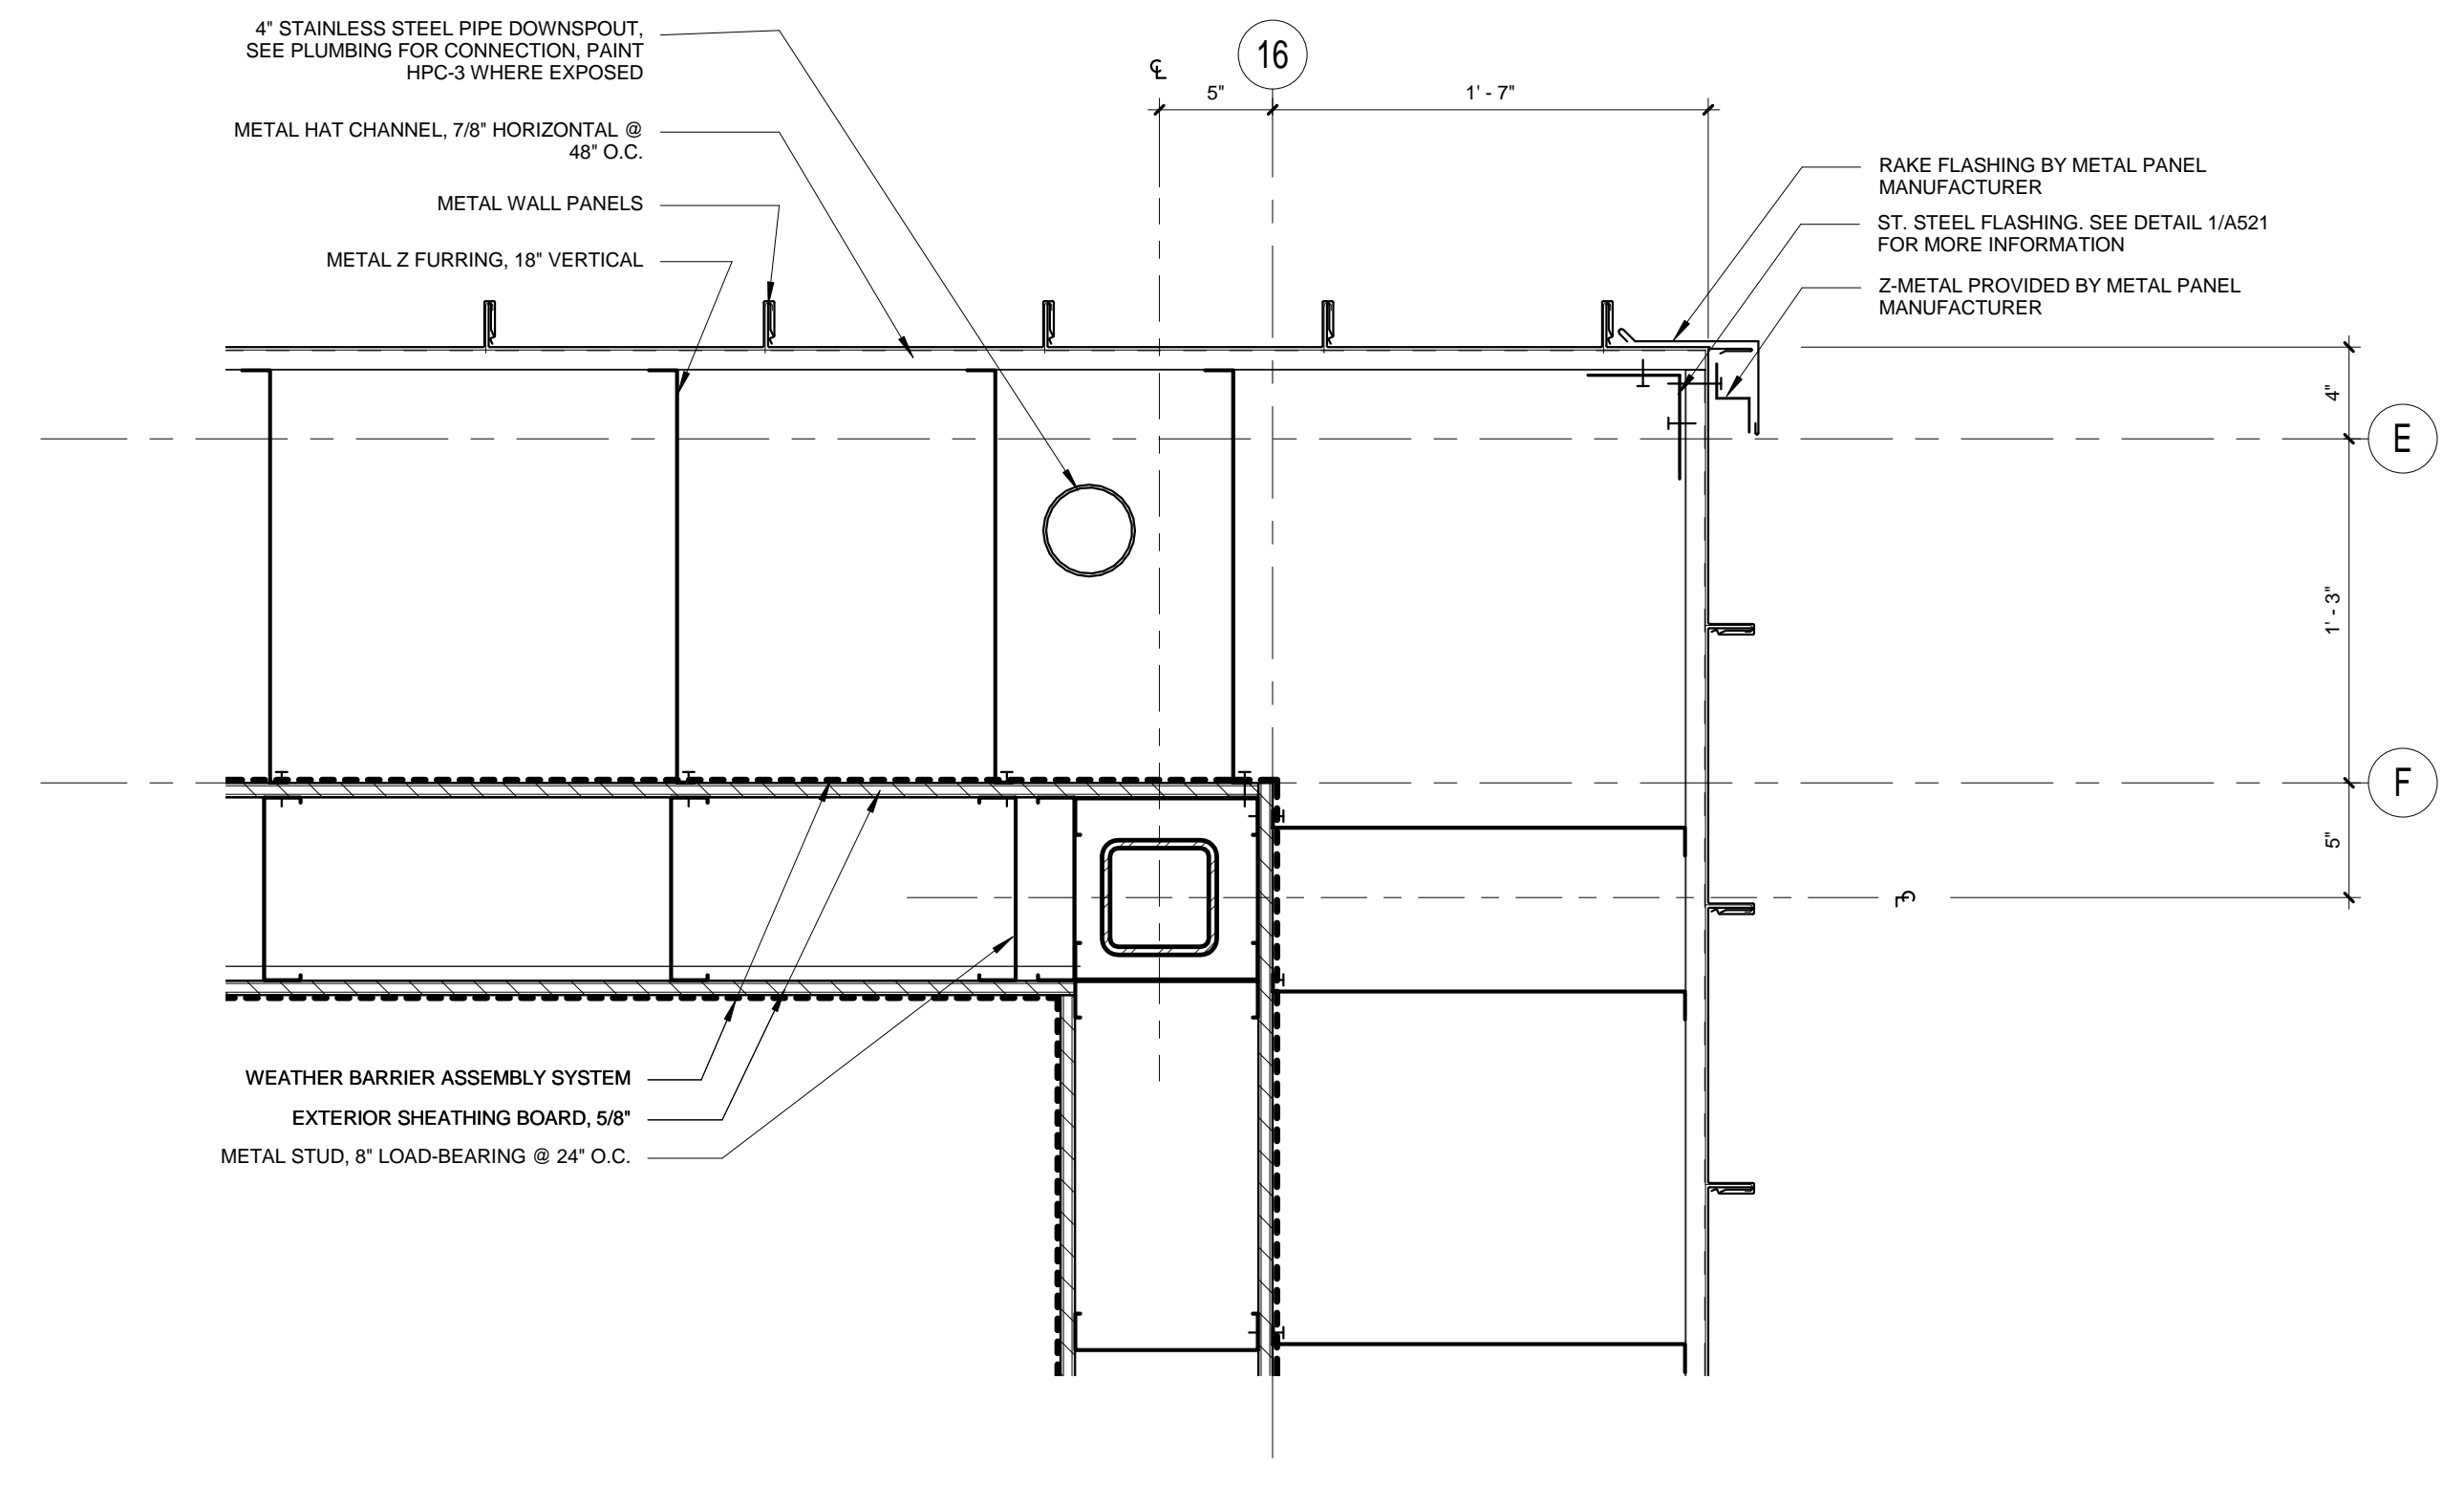 4" STAINLESS STEEL PIPE DOWNSPOUT,
SEE PLUMBING FOR CONNECTION, PAINT
HPC-3 WHERE EXPOSED
METAL HAT CHANNEL, 7/8" HORIZONTAL @
48" O.C.
METAL WALL PANELS
METAL Z FURRING, 18" VERTICAL
℄
16
5"
1' - 7"
RAKE FLASHING BY METAL PANEL
MANUFACTURER
ST. STEEL FLASHING. SEE DETAIL 1/A521
FOR MORE INFORMATION
Z-METAL PROVIDED BY METAL PANEL
MANUFACTURER
4"
E
1' - 3"
F
5"
℄
WEATHER BARRIER ASSEMBLY SYSTEM
EXTERIOR SHEATHING BOARD, 5/8"
METAL STUD, 8" LOAD-BEARING @ 24" O.C.